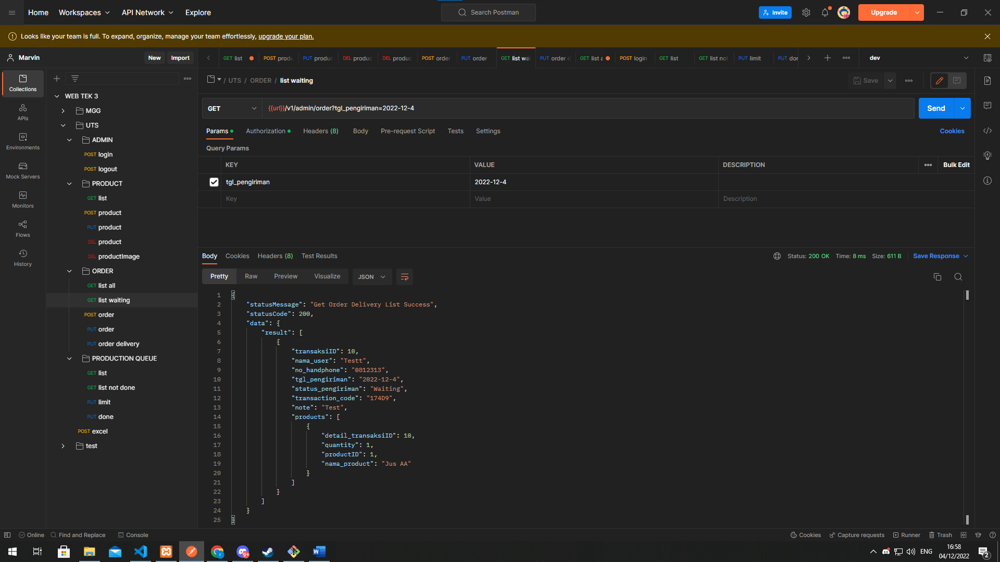 Home Workspaces API Network Explore Search Postman Invite Upgrade
Looks like your team is full. To expand, organize, manage your team effortlessly, upgrade your plan.
Marvin New Import
GET list POST produ PUT produc DEL produc DEL produc POST order PUT order GET list wai PUT order d GET list a POST login GET list GET list not PUT limit PUT dor dev
/ UTS / ORDER / list waiting Save
GET {{url}}/v1/admin/order?tgl_pengiriman=2022-12-4 Send
Params Authorization Headers (8) Body Pre-request Script Tests Settings Cookies
Query Params
KEY VALUE DESCRIPTION Bulk Edit
tgl_pengiriman 2022-12-4
Key Value Description
Collections
APIs
Environments
Mock Servers
Monitors
Flows
History
WEB TEK 3
MGG
UTS
ADMIN
POST login
POST logout
PRODUCT
GET list
POST product
PUT product
DEL product
DEL productImage
ORDER
GET list all
GET list waiting
POST order
PUT order
PUT order delivery
PRODUCTION QUEUE
GET list
GET list not done
PUT limit
PUT done
POST excel
test
Body Cookies Headers (8) Test Results Status: 200 OK Time: 8 ms Size: 611 B Save Response
Pretty Raw Preview Visualize JSON
1 {
2 "statusMessage": "Get Order Delivery List Success",
3 "statusCode": 200,
4 "data": {
5 "result": [
6 {
7 "transaksiID": 10,
8 "nama_user": "Testt",
9 "no_handphone": "0812313",
10 "tgl_pengiriman": "2022-12-4",
11 "status_pengiriman": "Waiting",
12 "transaction_code": "174D9",
13 "note": "Test",
14 "products": [
15 {
16 "detail_transaksiID": 10,
17 "quantity": 1,
18 "productID": 1,
19 "nama_product": "Jus AA"
20 }
21 ]
22 }
23 ]
24 }
25 }
Online Find and Replace Console Cookies Capture requests Runner Trash
9+ ENG 16:58
04/12/2022 2